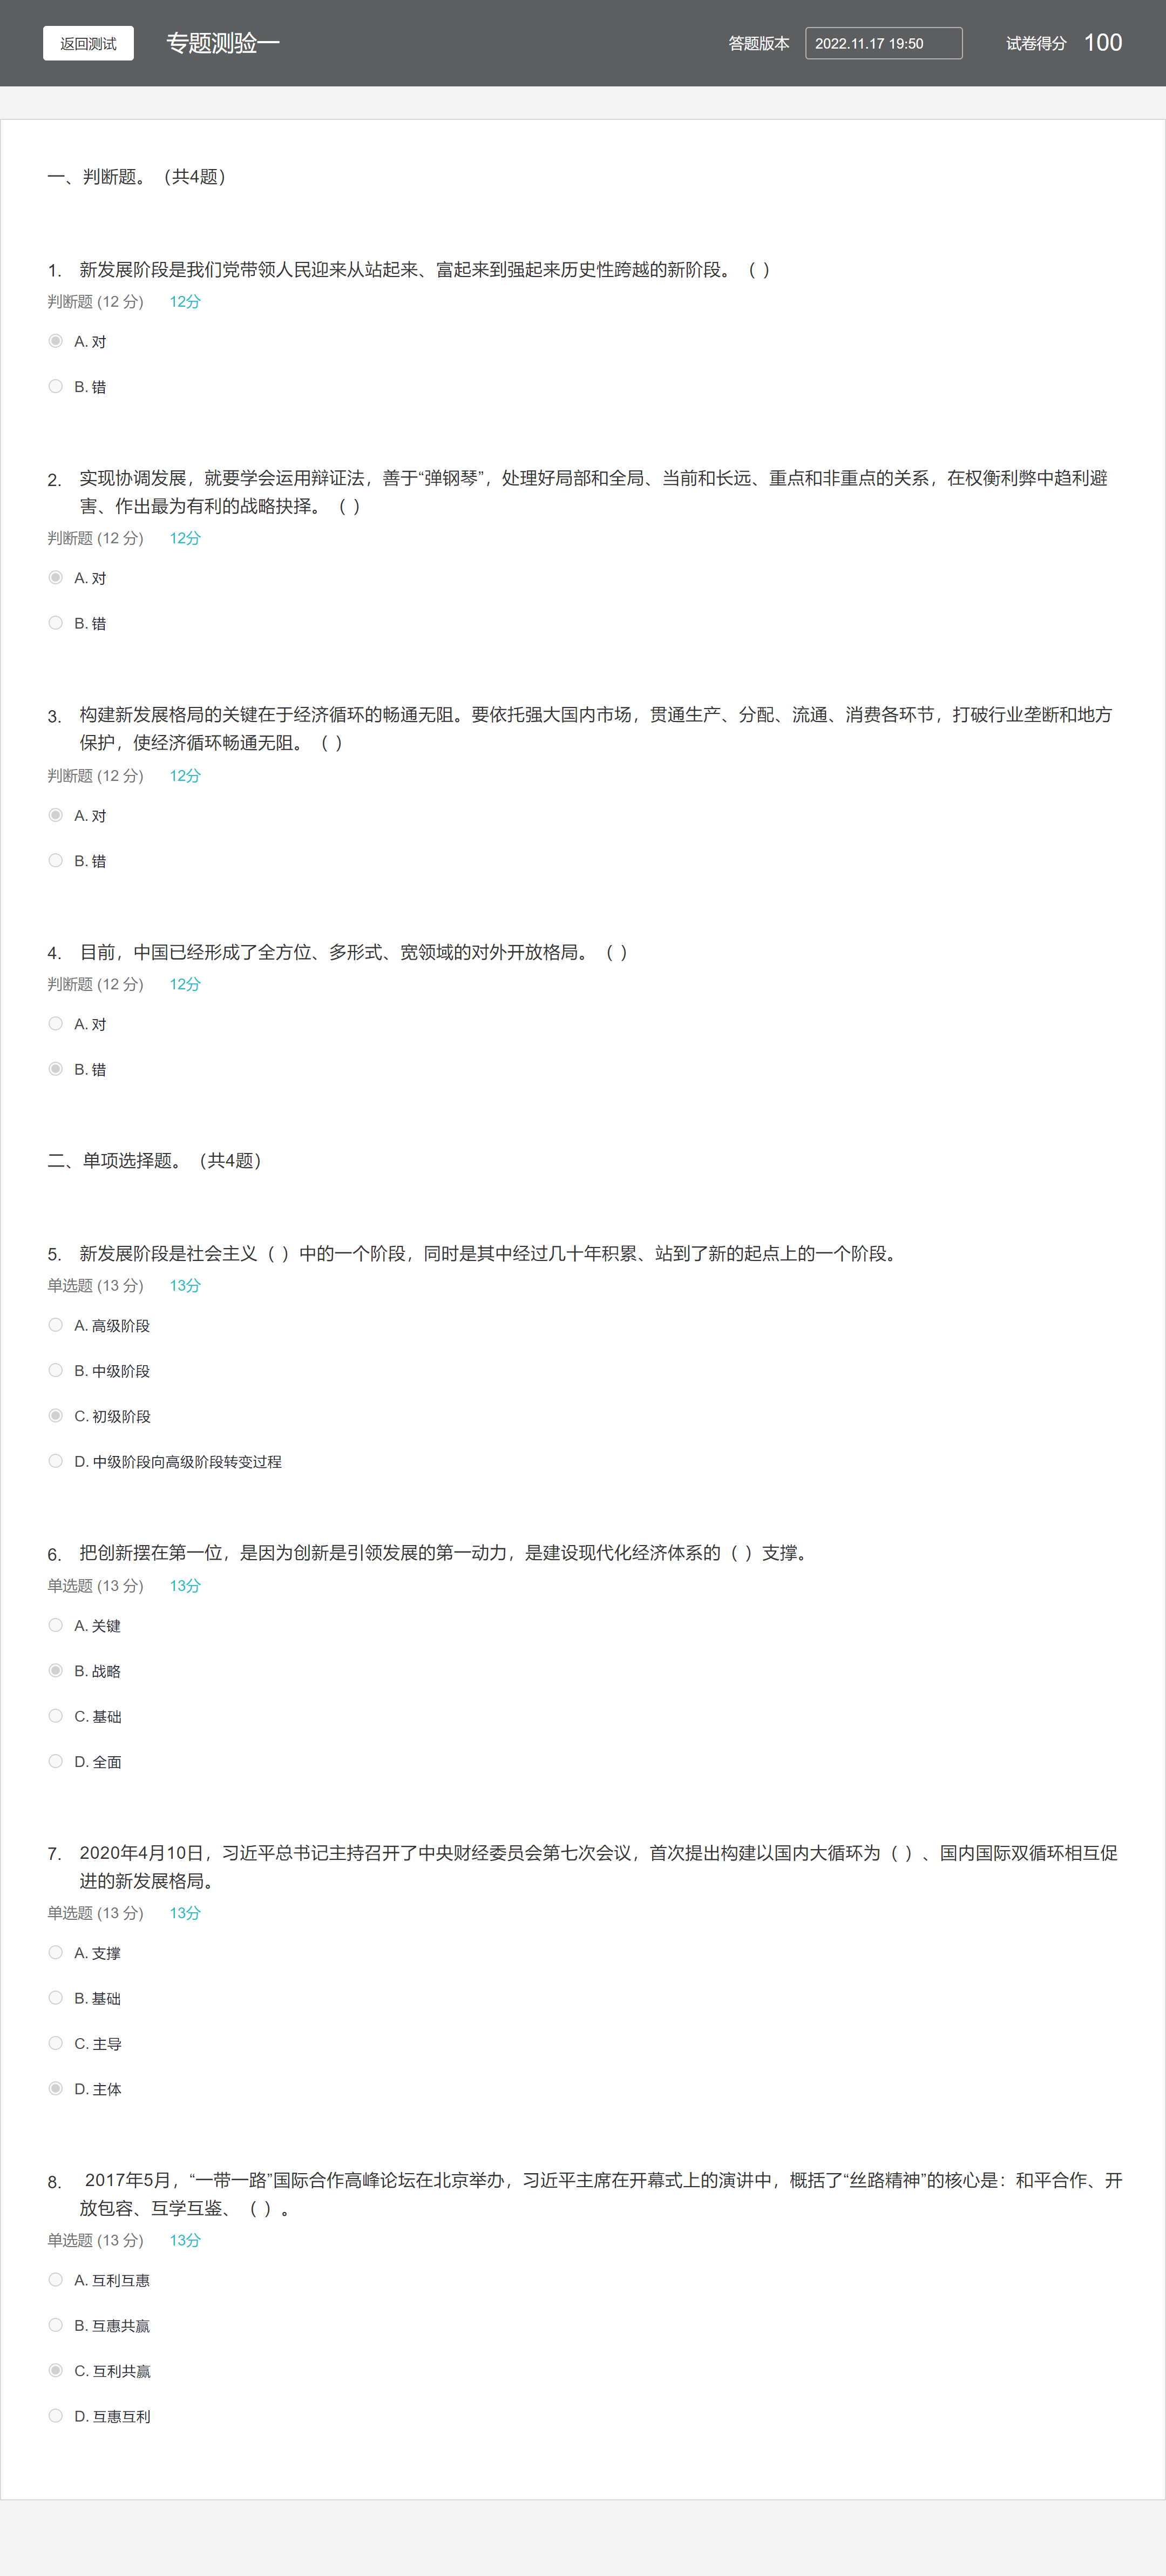 返回测试 专题测验一 答题版本 2022.11.17 19:50 试卷得分 100
一、判断题。（共4题）
1. 新发展阶段是我们党带领人民迎来从站起来、富起来到强起来历史性跨越的新阶段。（ ）
判断题 (12 分) 12分
A. 对
B. 错
2. 实现协调发展，就要学会运用辩证法，善于“弹钢琴”，处理好局部和全局、当前和长远、重点和非重点的关系，在权衡利弊中趋利避
害、作出最为有利的战略抉择。（ ）
判断题 (12 分) 12分
A. 对
B. 错
3. 构建新发展格局的关键在于经济循环的畅通无阻。要依托强大国内市场，贯通生产、分配、流通、消费各环节，打破行业垄断和地方
保护，使经济循环畅通无阻。（ ）
判断题 (12 分) 12分
A. 对
B. 错
4. 目前，中国已经形成了全方位、多形式、宽领域的对外开放格局。（ ）
判断题 (12 分) 12分
A. 对
B. 错
二、单项选择题。（共4题）
5. 新发展阶段是社会主义（ ）中的一个阶段，同时是其中经过几十年积累、站到了新的起点上的一个阶段。
单选题 (13 分) 13分
A. 高级阶段
B. 中级阶段
C. 初级阶段
D. 中级阶段向高级阶段转变过程
6. 把创新摆在第一位，是因为创新是引领发展的第一动力，是建设现代化经济体系的（ ）支撑。
单选题 (13 分) 13分
A. 关键
B. 战略
C. 基础
D. 全面
7. 2020年4月10日，习近平总书记主持召开了中央财经委员会第七次会议，首次提出构建以国内大循环为（ ）、国内国际双循环相互促
进的新发展格局。
单选题 (13 分) 13分
A. 支撑
B. 基础
C. 主导
D. 主体
8. 2017年5月，“一带一路”国际合作高峰论坛在北京举办，习近平主席在开幕式上的演讲中，概括了“丝路精神”的核心是：和平合作、开
放包容、互学互鉴、（ ）。
单选题 (13 分) 13分
A. 互利互惠
B. 互惠共赢
C. 互利共赢
D. 互惠互利